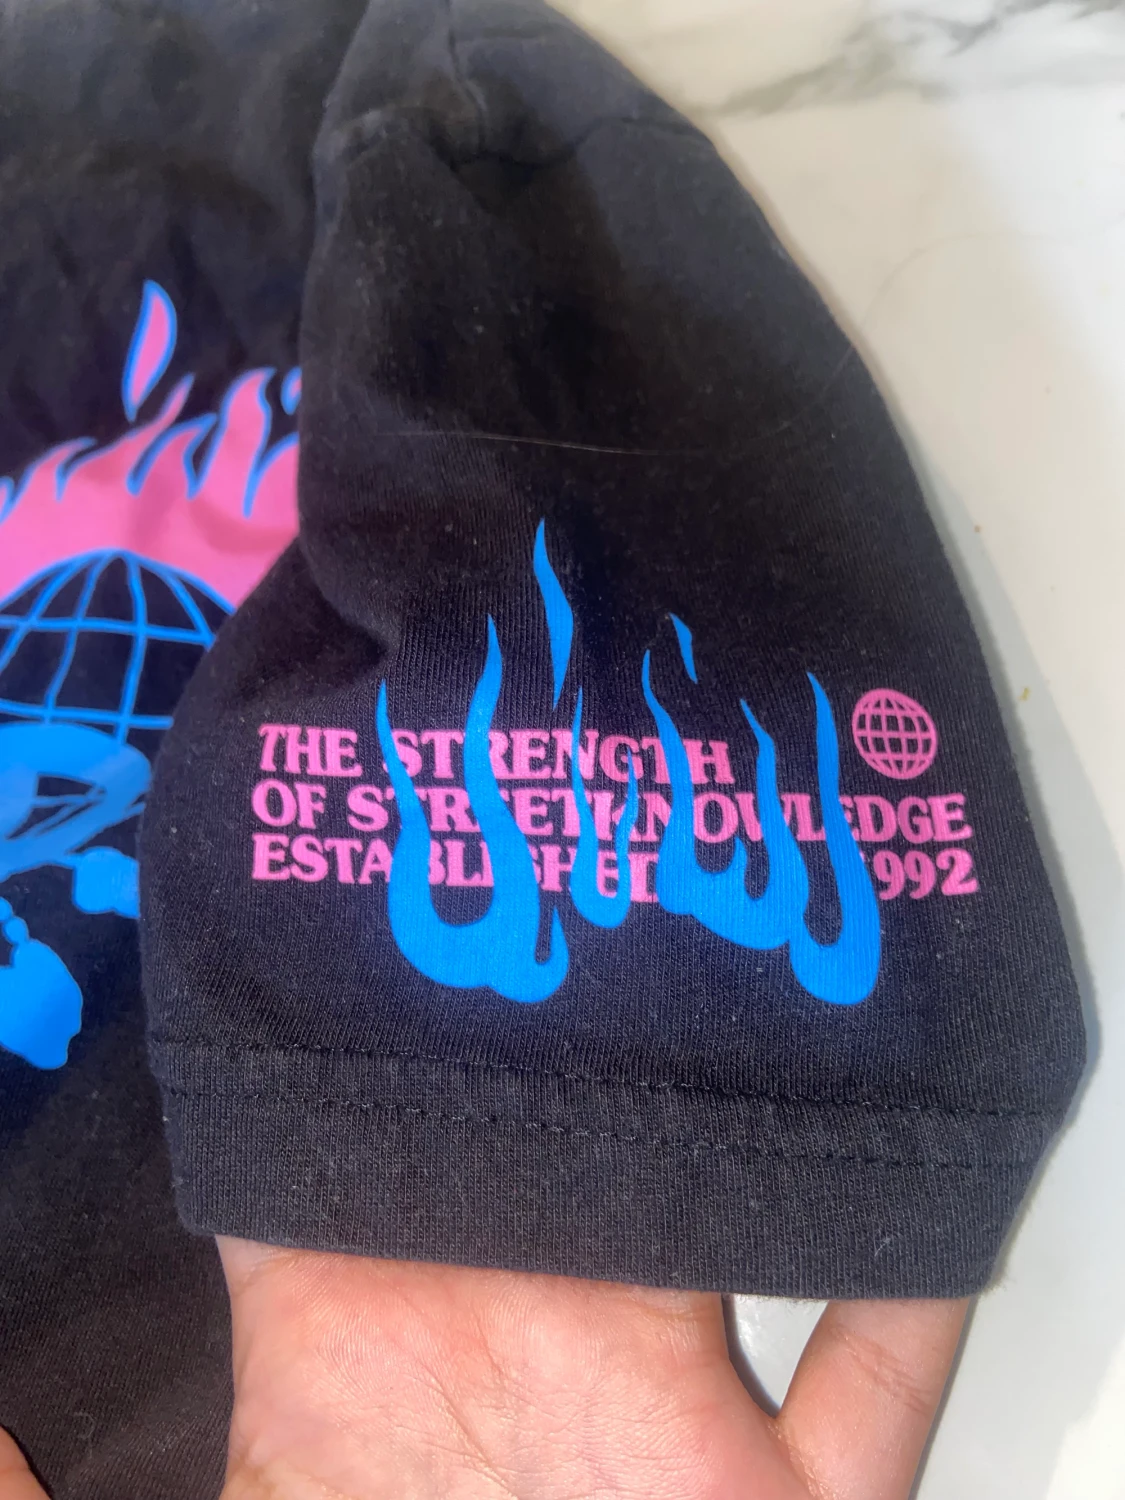 THE STRENGTH
OF STREETKNOWLEDGE
ESTABLISHED 1992